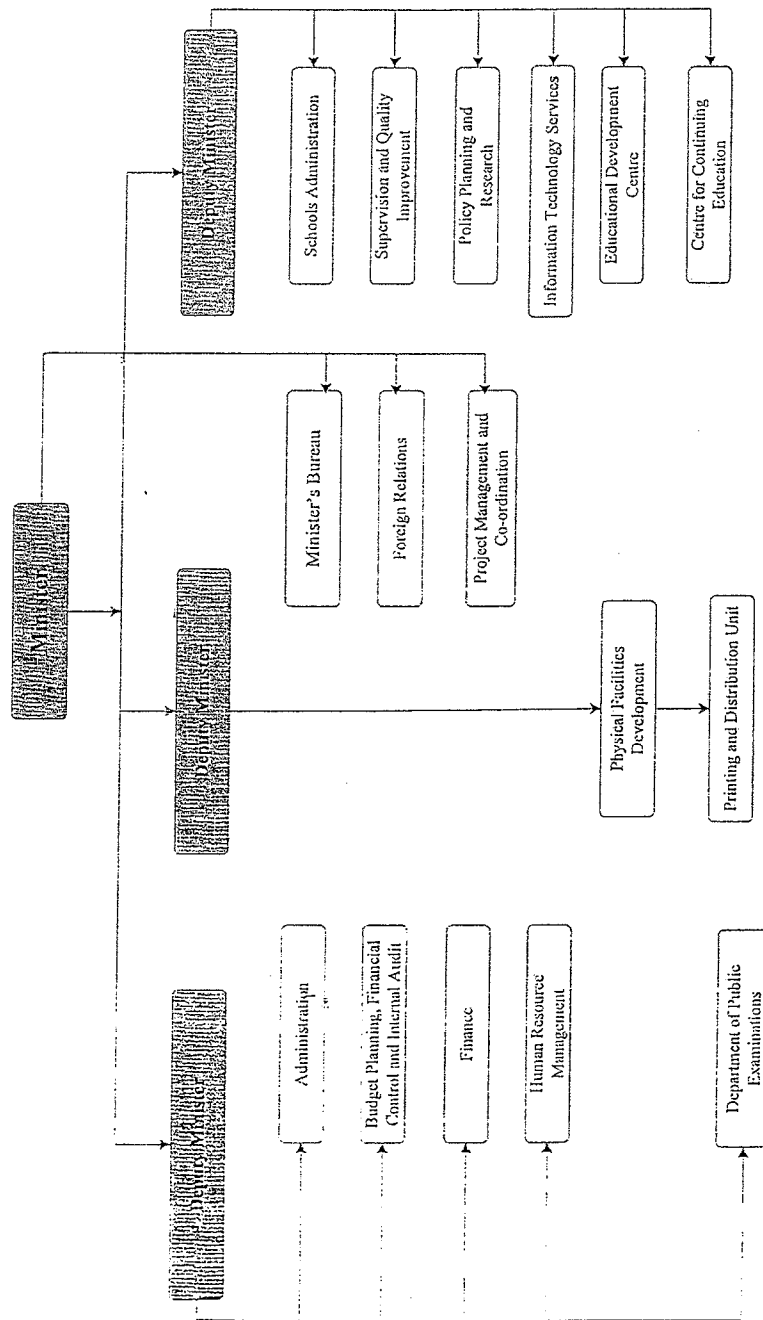 Minister
Deputy Minister
Deputy Minister
Deputy Minister
Administration
Budget Planning, Financial
Control and Internal Audit
Finance
Human Resource
Management
Department of Public
Examinations
Physical Facilities
Development
Printing and Distribution Unit
Minister's Bureau
Foreign Relations
Project Management and
Co-ordination
Schools Administration
Supervision and Quality
Improvement
Policy Planning and
Research
Information Technology Services
Educational Development
Centre
Centre for Continuing
Education